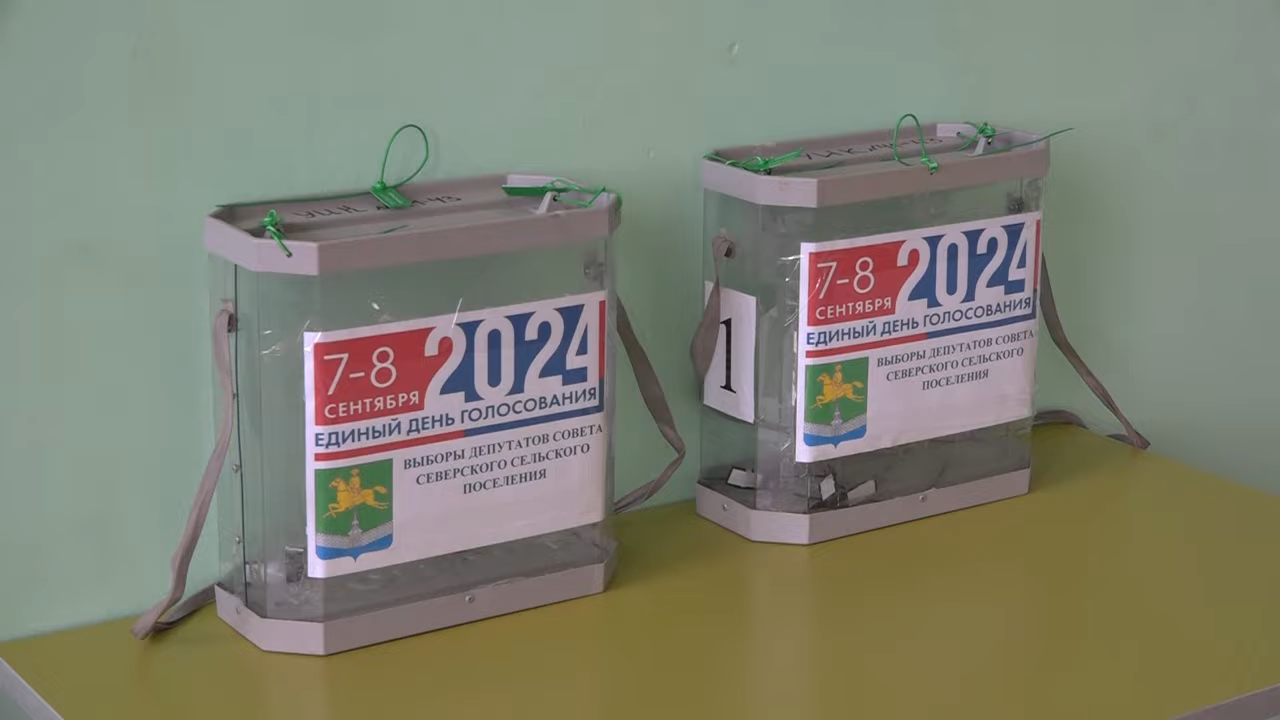 7-8
СЕНТЯБРЯ
2024
ЕДИНЫЙ ДЕНЬ ГОЛОСОВАНИЯ
ВЫБОРЫ ДЕПУТАТОВ СОВЕТА
СЕВЕРСКОГО СЕЛЬСКОГО
ПОСЕЛЕНИЯ
1
7-8
СЕНТЯБРЯ
2024
ЕДИНЫЙ ДЕНЬ ГОЛОСОВАНИЯ
ВЫБОРЫ ДЕПУТАТОВ СОВЕТА
СЕВЕРСКОГО СЕЛЬСКОГО
ПОСЕЛЕНИЯ